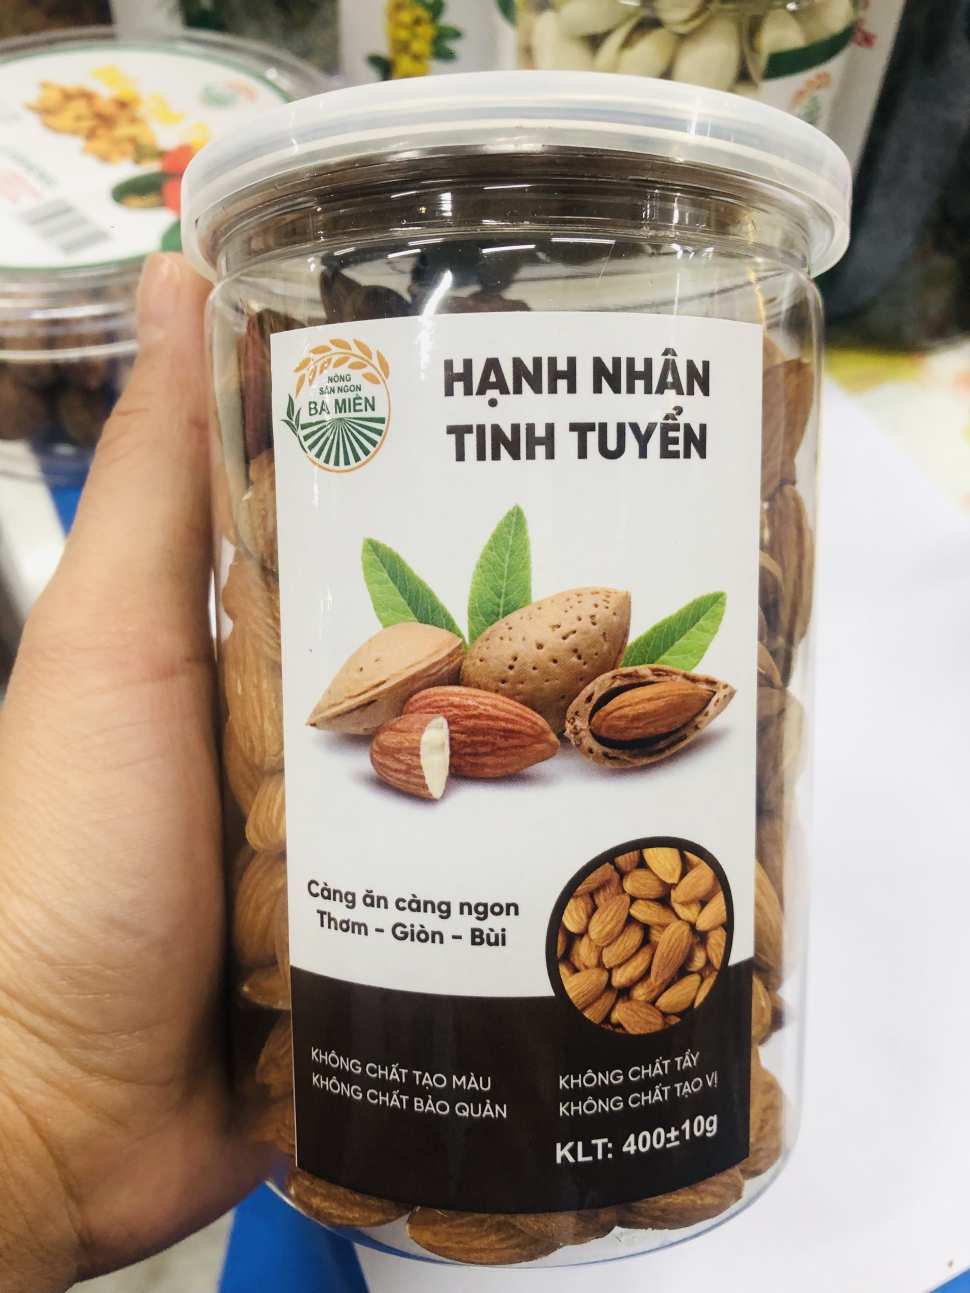 NÔNG
SẢN NGON
BA MIỀN
HẠNH NHÂN
TINH TUYỂN
Càng ăn càng ngon
Thơm - Giòn - Bùi
KHÔNG CHẤT TẠO MÀU
KHÔNG CHẤT BẢO QUẢN
KHÔNG CHẤT TẨY
KHÔNG CHẤT TẠO VỊ
KLT: 400±10g